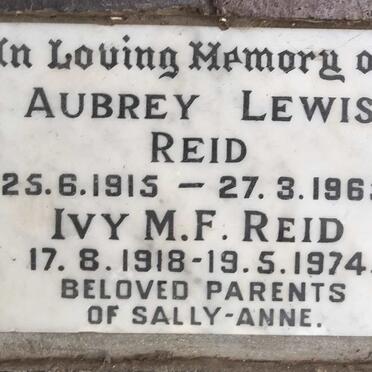 In Loving Memory o
AUBREY LEWIS
REID
25.6.1915 – 27.3.196
IVY M.F. REID
17.8.1918-19.5.1974.
BELOVED PARENTS
OF SALLY-ANNE.